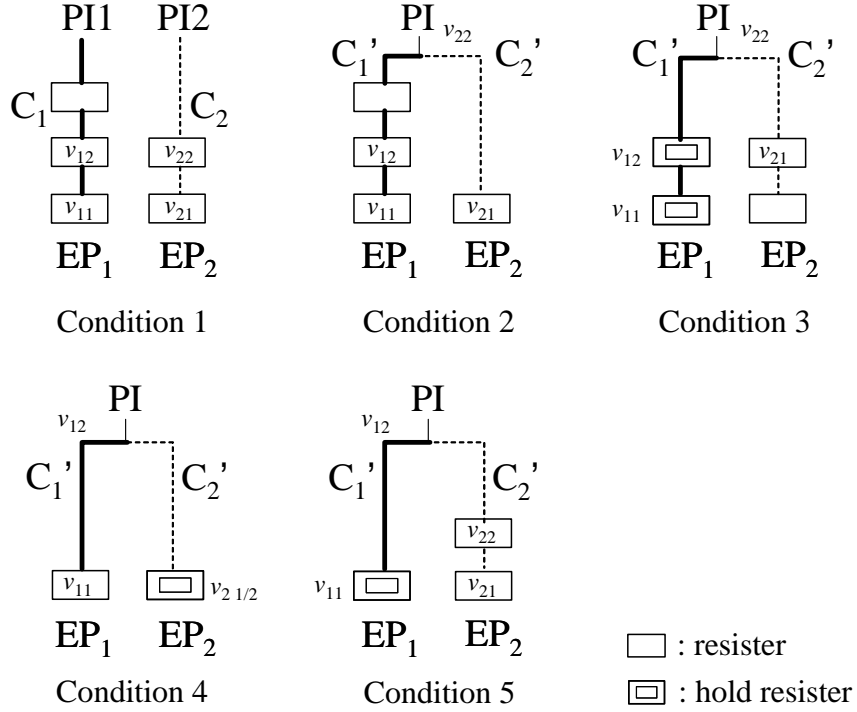 PI1 PI2
C1 C2
v12 v22
v11 v21
EP1 EP2
Condition 1
PI v22
C1’ C2’
v12
v11 v21
EP1 EP2
Condition 2
PI v22
C1’ C2’
v12 v21
v11
EP1 EP2
Condition 3
PI
v12
C1’ C2’
v11 v2 1/2
EP1 EP2
Condition 4
PI
v12
C1’ C2’
v22
v11 v21
EP1 EP2
Condition 5
: resister
: hold resister